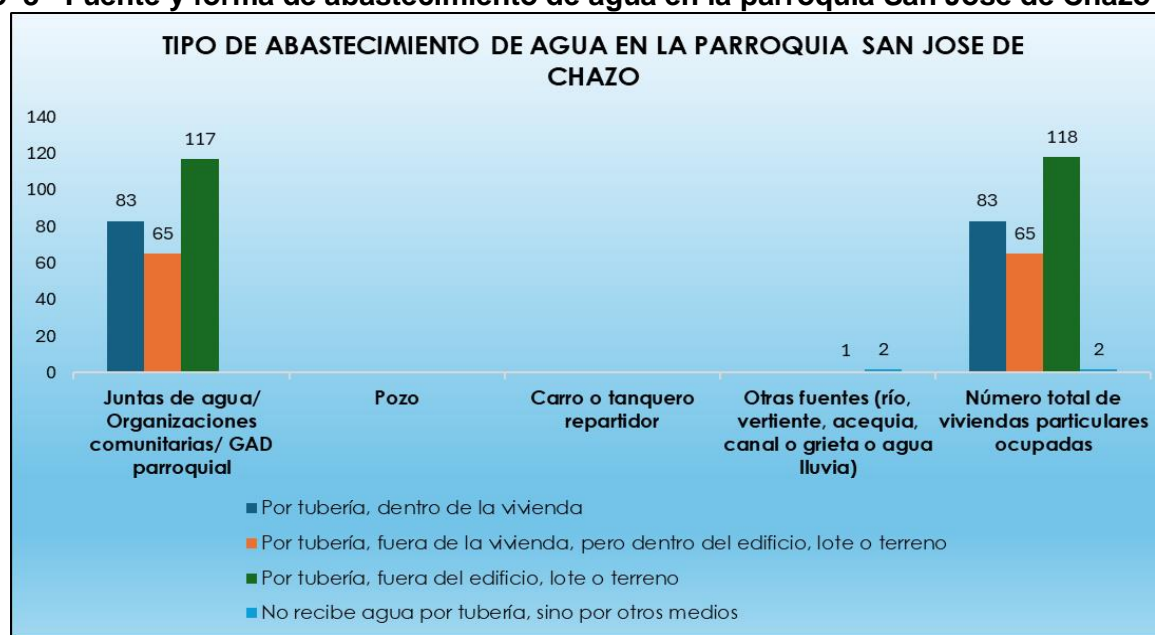 Fuente y forma de abastecimiento de agua en la parroquia San José de Chazo
TIPO DE ABASTECIMIENTO DE AGUA EN LA PARROQUIA SAN JOSE DE
CHAZO
140
120
100
80
60
40
20
0
83
65
117
1
2
83
65
118
2
Juntas de agua/
Organizaciones
comunitarias/ GAD
parroquial
Pozo
Carro o tanquero
repartidor
Otras fuentes (río,
vertiente, acequia,
canal o grieta o agua
lluvia)
Número total de
viviendas particulares
ocupadas
Por tubería, dentro de la vivienda
Por tubería, fuera de la vivienda, pero dentro del edificio, lote o terreno
Por tubería, fuera del edificio, lote o terreno
No recibe agua por tubería, sino por otros medios